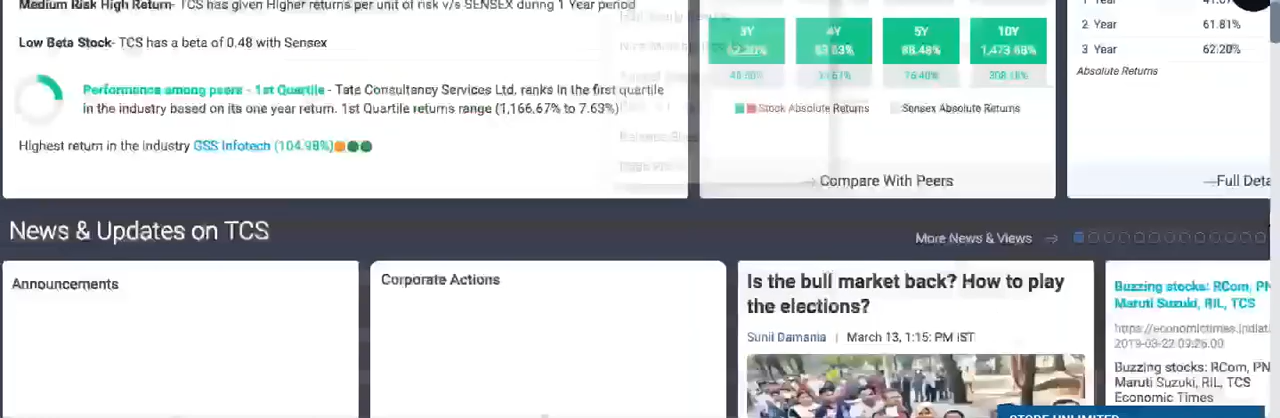 Medium Risk High Return- TCS has given Higher returns per unit of risk v/s SENSEX during 1 Year period
Low Beta Stock- TCS has a beta of 0.48 with Sensex
Performance among peers - 1st Quartile - Tata Consultancy Services Ltd. ranks in the first quartile
in the industry based on its one year return. 1st Quartile returns range (1,166.67% to 7.63%)
Highest return in the industry GSS Infotech (104.98%)
3Y 4Y 5Y 10Y
62.20% 63.63% 88.48% 1,473.68%
76.40%
Stock Absolute Returns Sensex Absolute Returns
Compare With Peers
1 Year
2 Year 61.81%
3 Year 62.20%
Absolute Returns
Full Deta
News & Updates on TCS
More News & Views
Announcements
Corporate Actions
Is the bull market back? How to play
the elections?
Sunil Damania | March 13, 1:15: PM IST
Buzzing stocks: RCom, PN
Maruti Suzuki, RIL, TCS
https://economictimes.indiat
2019-03-22 09:26:00
Buzzing stocks: RCom, PN
Maruti Suzuki, RIL, TCS
Economic Times